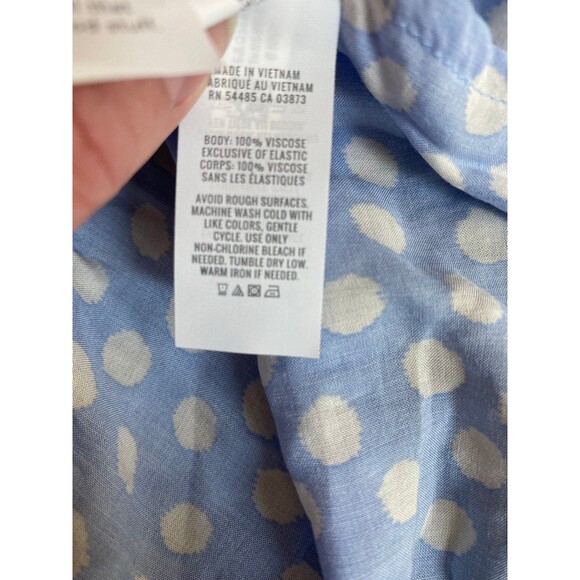 MADE IN VIETNAM
FABRIQUÉ AU VIETNAM
RN 54485 CA 03873
BODY: 100% VISCOSE
EXCLUSIVE OF ELASTIC
CORPS: 100% VISCOSE
SANS LES ÉLASTIQUES
AVOID ROUGH SURFACES.
MACHINE WASH COLD WITH
LIKE COLORS, GENTLE
CYCLE. USE ONLY
NON-CHLORINE BLEACH IF
NEEDED. TUMBLE DRY LOW.
WARM IRON IF NEEDED.